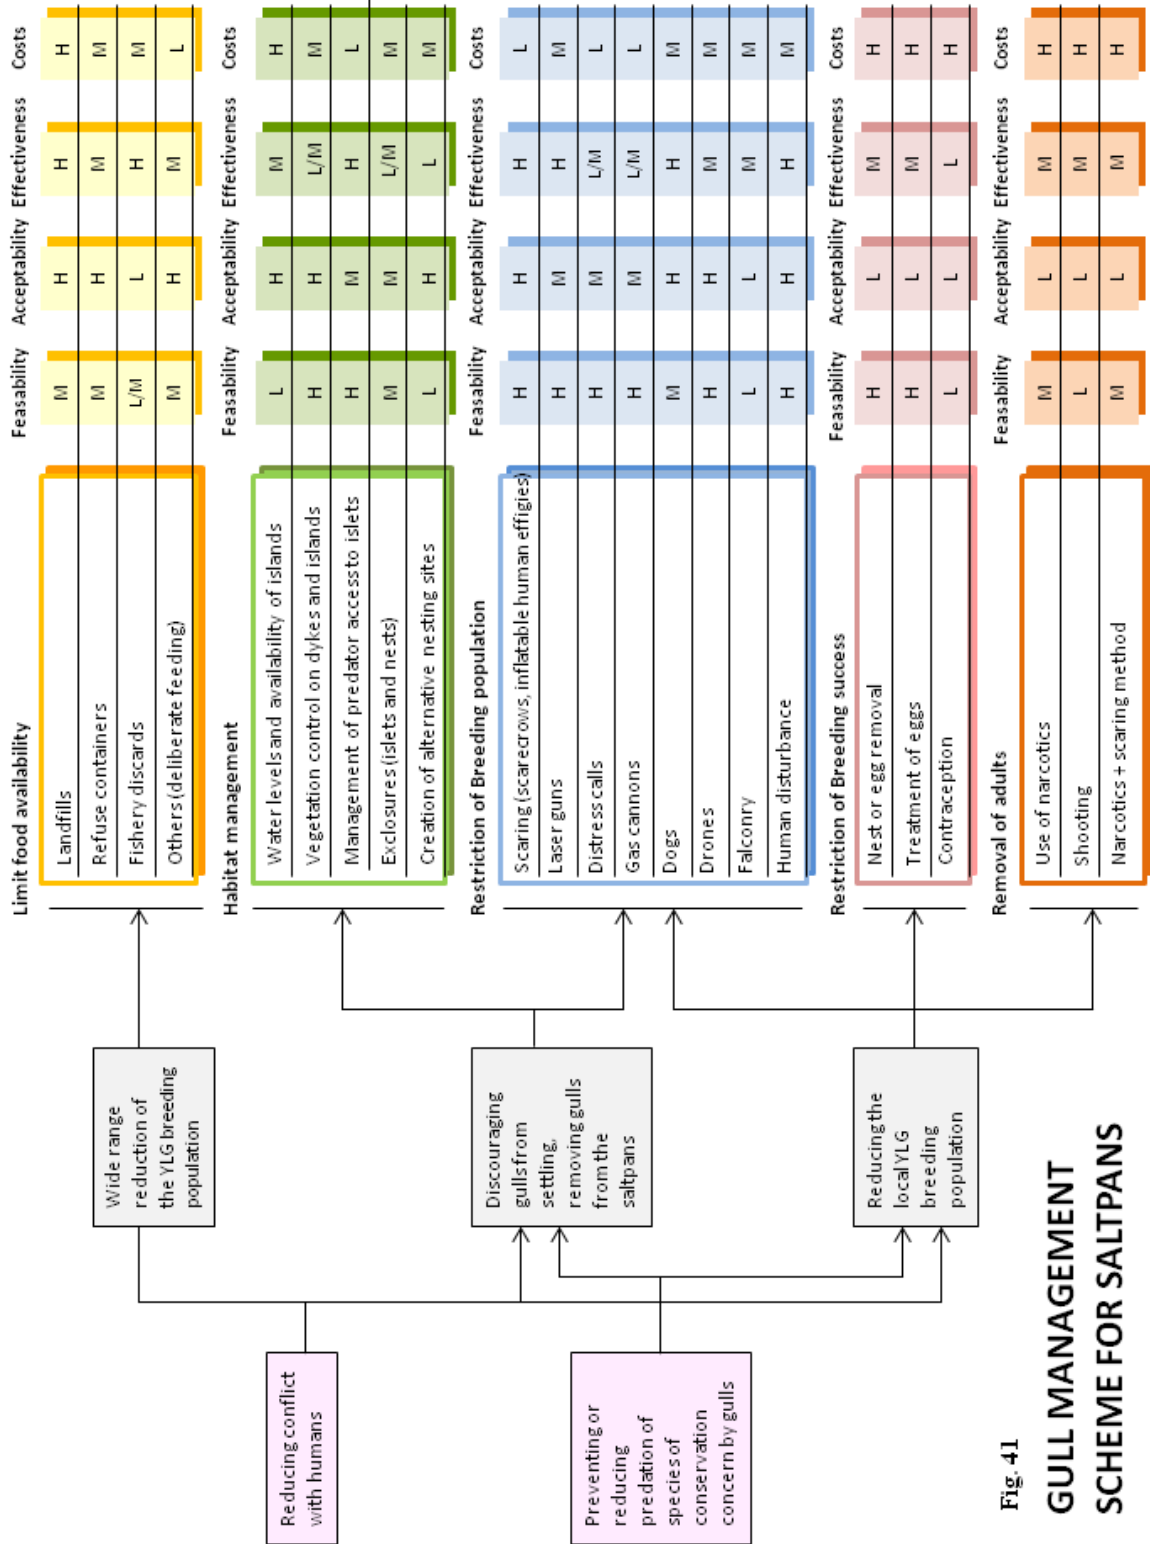 Reducing conflict
with humans
Preventing or
reducing
predation of
species of
conservation
concern by gulls
Wide range
reduction of
the YLG breeding
population
Discouraging
gulls from
settling,
removing gulls
from the
saltpans
Reducing the
local YLG
breeding
population
Limit food availability Feasability Acceptability Effectiveness Costs
Landfills M H H H
Refuse containers M H M M
Fishery discards L/M L H M
Others (deliberate feeding) M H M L
Habitat management Feasability Acceptability Effectiveness Costs
Water levels and availability of islands L H M H
Vegetation control on dykes and islands H H L/M M
Management of predator access to islets H M H L
Exclosures (islets and nests) M M L/M M
Creation of alternative nesting sites L H L M
Restriction of Breeding population Feasability Acceptability Effectiveness Costs
Scaring (scarecrows, inflatable human effigies) H H H L
Laser guns H M H M
Distress calls H M L/M L
Gas cannons H M L/M L
Dogs M H H M
Drones H H M M
Falconry L L M M
Human disturbance H H H M
Restriction of Breeding success Feasability Acceptability Effectiveness Costs
Nest or egg removal H L M H
Treatment of eggs H L M H
Contraception L L L H
Removal of adults Feasability Acceptability Effectiveness Costs
Use of narcotics M L M H
Shooting L L M H
Narcotics + scaring method M L M H
Fig. 41
GULL MANAGEMENT
SCHEME FOR SALTPANS